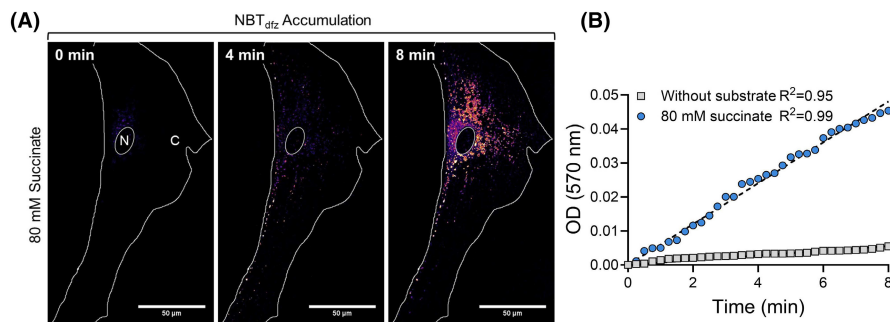 (A)
NBTdfz Accumulation
0 min
4 min
8 min
80 mM Succinate
N
C
50 µm
50 µm
50 µm
(B)
Without substrate R²=0.95
80 mM succinate R²=0.99
OD (570 nm)
0.05
0.04
0.03
0.02
0.01
0.00
0 2 4 6 8
Time (min)